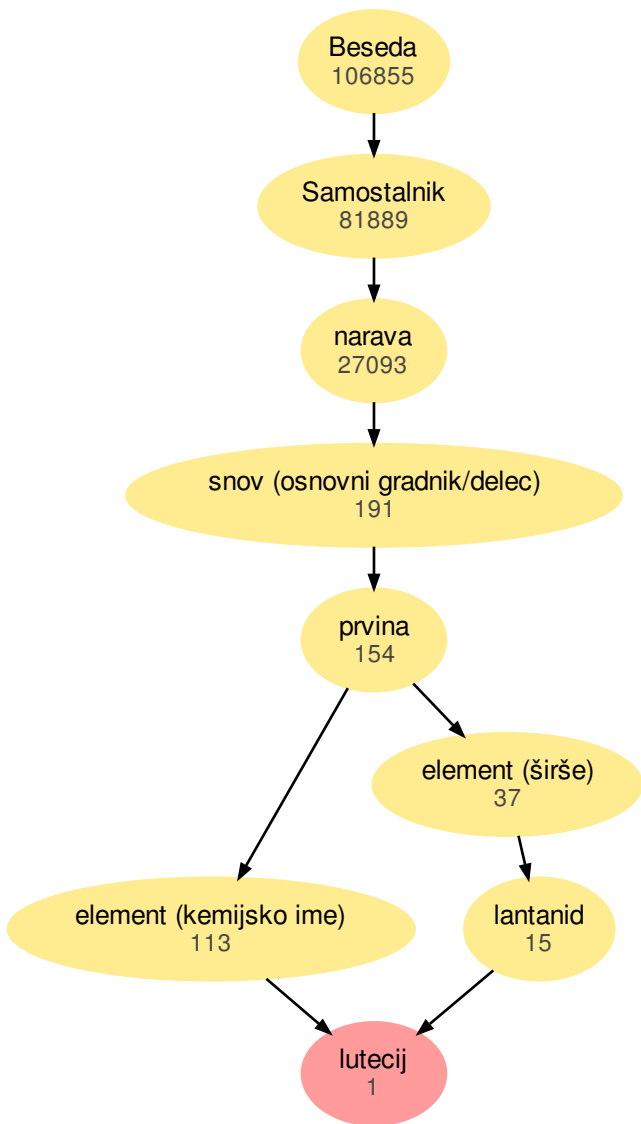 Beseda
106855
Samostalnik
81889
narava
27093
snov (osnovni gradnik/delec)
191
prvina
154
element (širše)
37
element (kemijsko ime)
113
lantanid
15
lutecij
1